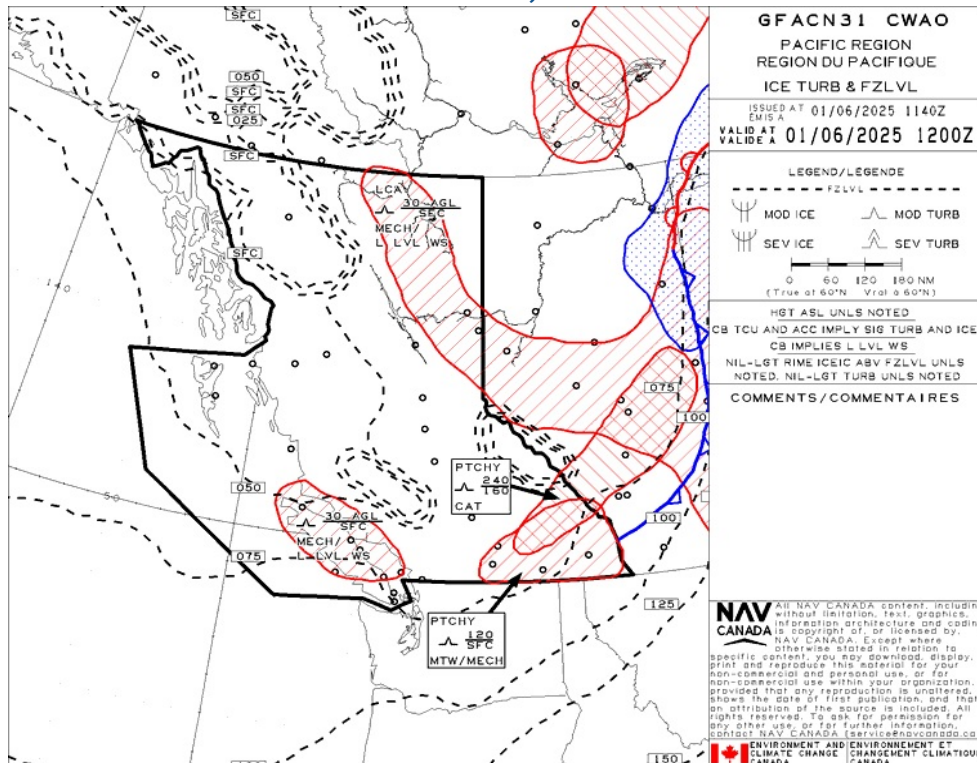 GFACN31 CWAO
PACIFIC REGION
REGION DU PACIFIQUE
ICE TURB & FZLVL
ISSUED AT 01/06/2025 1140Z
EMIS A
VALID AT 01/06/2025 1200Z
VALIDE A
LEGEND/LÉGENDE
FZLVL
MOD ICE
MOD TURB
SEV ICE
SEV TURB
0 60 120 180 NM
(True at 60°N Vrai à 60°N)
HGT ASL UNLS NOTED
CB TCU AND ACC IMPLY SIG TURB AND ICE
CB IMPLIES L LVL WS
NIL-LGT RIME ICEIC ABV FZLVL UNLS
NOTED. NIL-LGT TURB UNLS NOTED
COMMENTS/COMMENTAIRES
SFC
050
SFC
SFC
025
SFC
SFC
140
50
LCA
30 AGL
SFC
MECH/
L LVL WS
075
100
PTCHY
240
160
CAT
050
30 AGL
SFC
MECH/
L LVL WS
075
100
PTCHY
120
SFC
MTW/MECH
125
150
NAV
CANADA
All NAV CANADA content, including
without limitation, text, graphics,
information architecture and coding
is copyright of, or licensed by,
NAV CANADA. Except where
otherwise stated in relation to
specific content, you may download, display,
print and reproduce this material for your
non-commercial and personal use, or for
non-commercial use within your organization,
provided that any reproduction is unaltered,
shows the date of first publication, and that
an attribution of the source is included. All
rights reserved. To ask for permission for
any other use, or for further information,
contact NAV CANADA (service@navcanada.ca
ENVIRONMENT AND
CLIMATE CHANGE
CANADA
ENVIRONNEMENT ET
CHANGEMENT CLIMATIQUE
CANADA